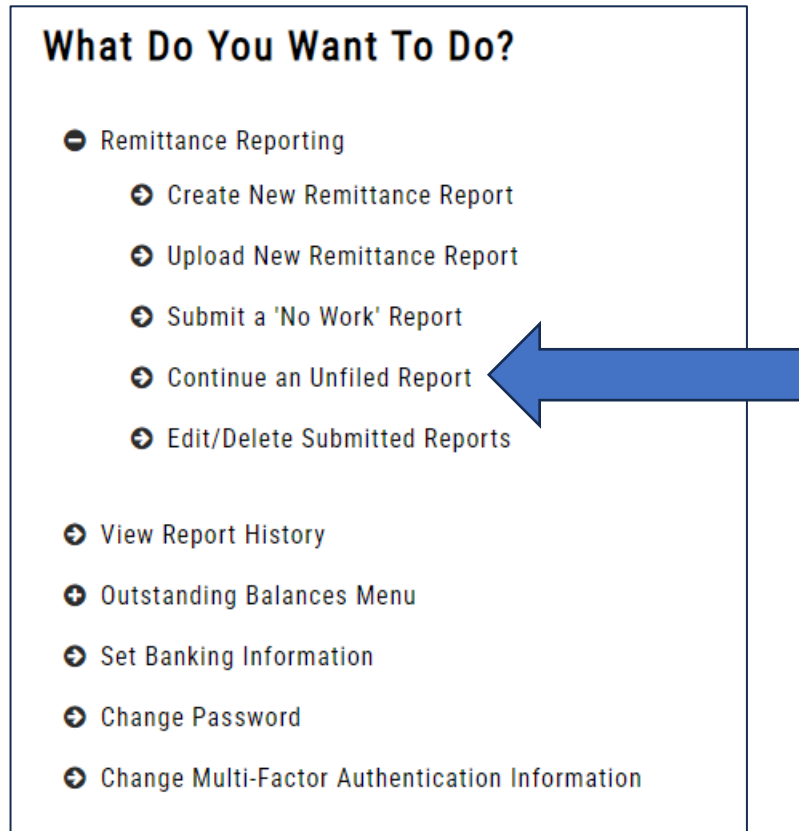 What Do You Want To Do?
Remittance Reporting
Create New Remittance Report
Upload New Remittance Report
Submit a 'No Work' Report
Continue an Unfiled Report
Edit/Delete Submitted Reports
View Report History
Outstanding Balances Menu
Set Banking Information
Change Password
Change Multi-Factor Authentication Information